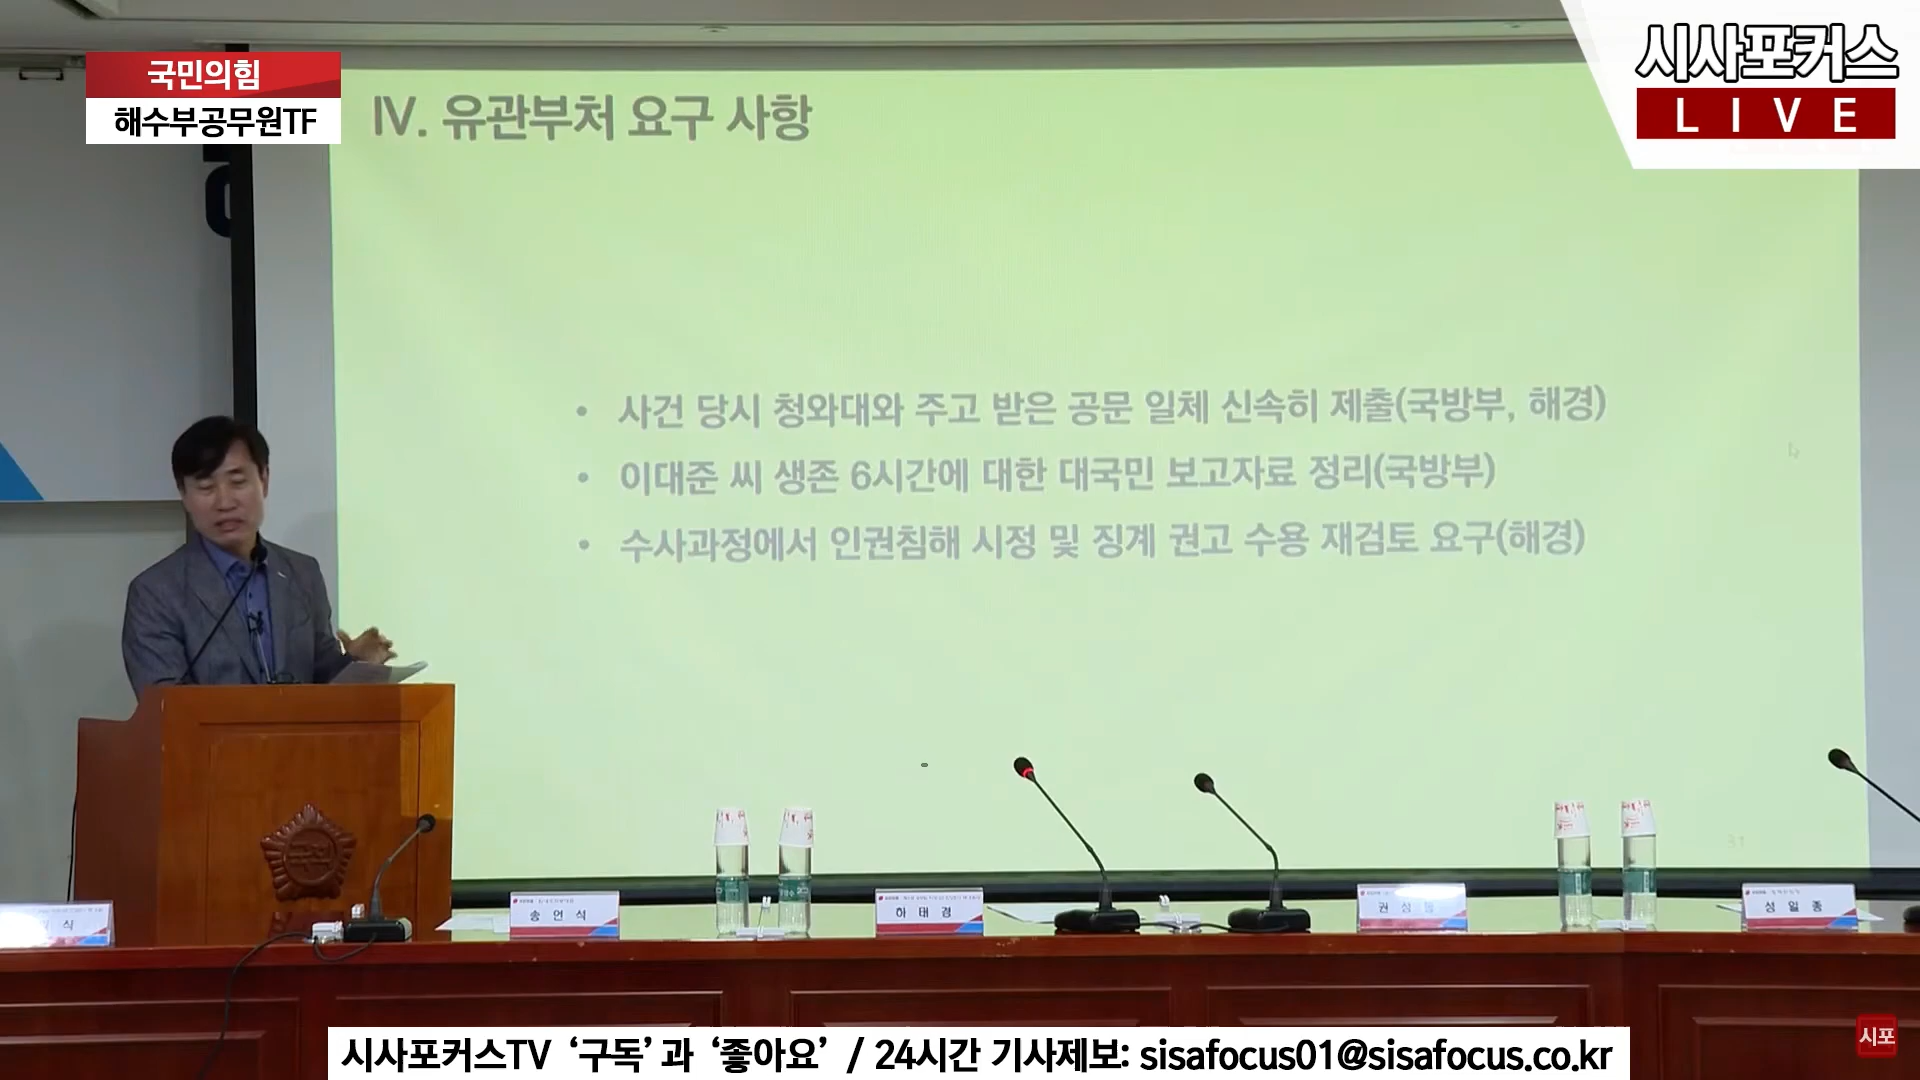 국민의힘
해수부공무원TF
시사포커스
LIVE
Ⅳ. 유관부처 요구 사항
• 사건 당시 청와대와 주고 받은 공문 일체 신속히 제출(국방부, 해경)
• 이대준 씨 생존 6시간에 대한 대국민 보고자료 정리(국방부)
• 수사과정에서 인권침해 시정 및 징계 권고 수용 재검토 요구(해경)
31
식
송 언 석
하 태 경
권 성 동
성 일 종
시포
시사포커스TV ‘구독’과 ‘좋아요’ / 24시간 기사제보: sisafocus01@sisafocus.co.kr